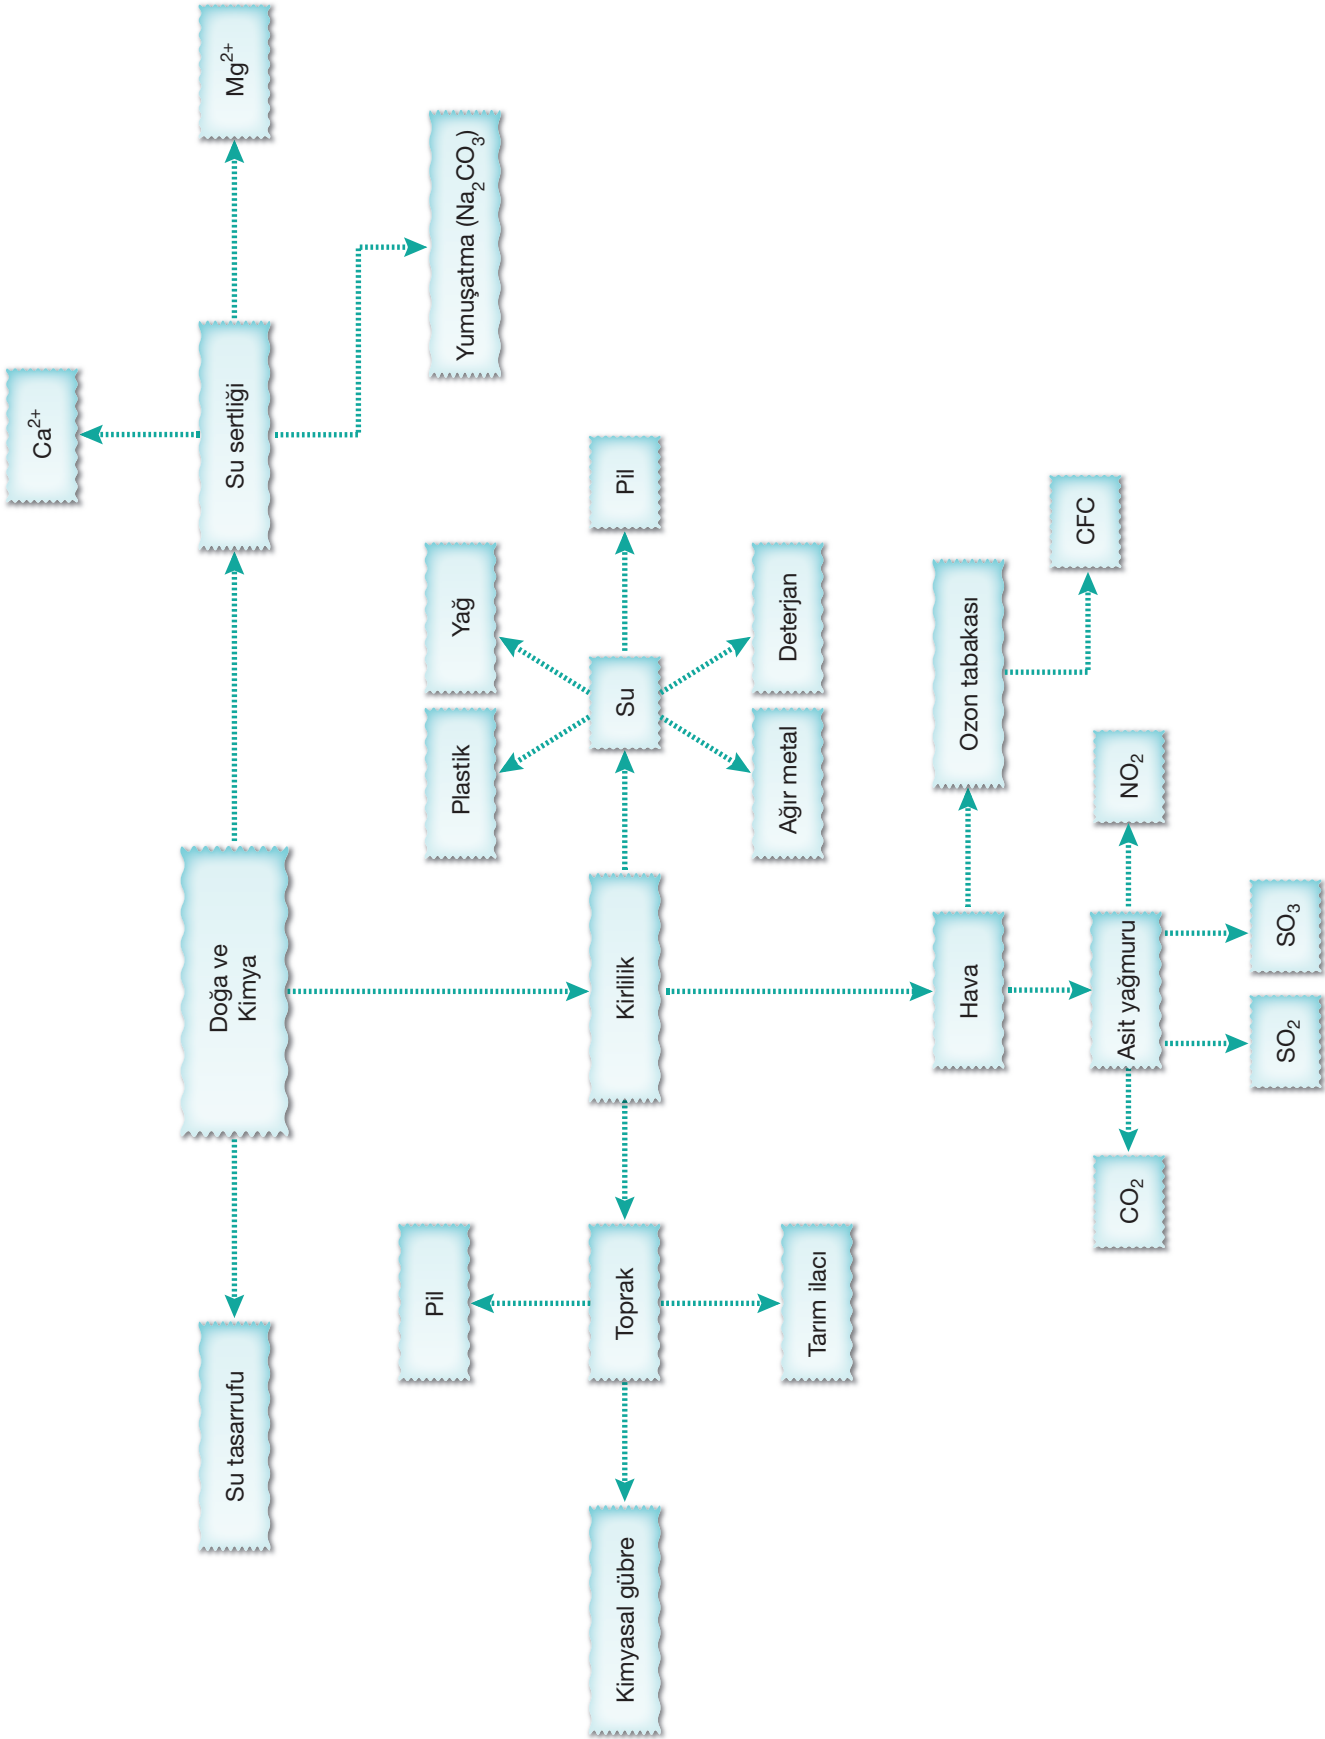 Doğa ve
Kimya
Su tasarrufu
Su sertliği
Ca²⁺
Mg²⁺
Yumuşatma (Na₂CO₃)
Kirlilik
Toprak
Pil
Kimyasal gübre
Tarım ilacı
Su
Plastik
Yağ
Pil
Ağır metal
Deterjan
Hava
Ozon tabakası
CFC
Asit yağmuru
CO₂
SO₂
SO₃
NO₂